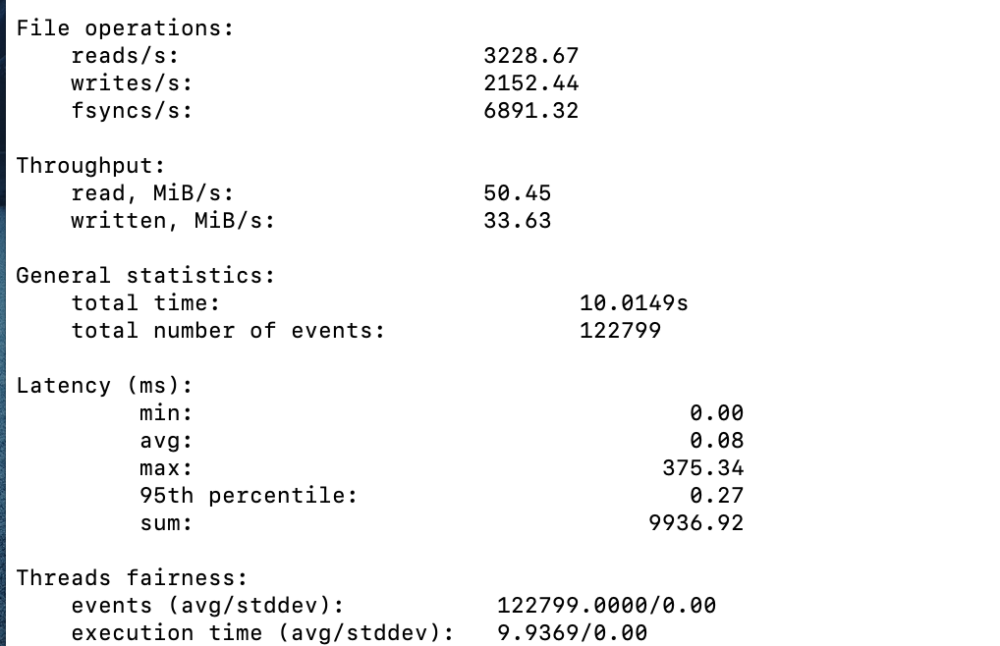 File operations:
reads/s: 3228.67
writes/s: 2152.44
fsyncs/s: 6891.32
Throughput:
read, MiB/s: 50.45
written, MiB/s: 33.63
General statistics:
total time: 10.0149s
total number of events: 122799
Latency (ms):
min: 0.00
avg: 0.08
max: 375.34
95th percentile: 0.27
sum: 9936.92
Threads fairness:
events (avg/stddev): 122799.0000/0.00
execution time (avg/stddev): 9.9369/0.00